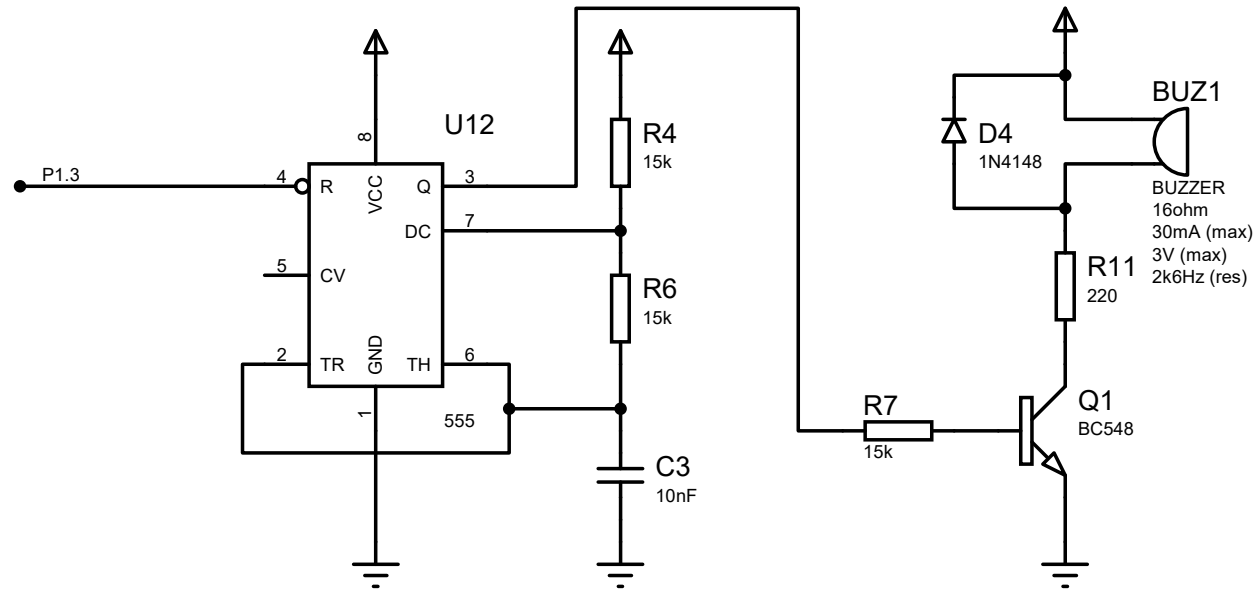 P1.3
4
R
8
VCC
U12
Q
3
DC
7
5
CV
2
TR
GND
1
TH
6
555
R4
15k
R6
15k
C3
10nF
R7
15k
D4
1N4148
BUZ1
BUZZER
16ohm
30mA (max)
3V (max)
2k6Hz (res)
R11
220
Q1
BC548